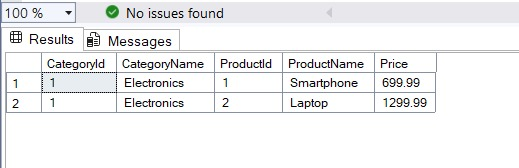 100 % No issues found
Results Messages
CategoryId CategoryName ProductId ProductName Price
1 1 Electronics 1 Smartphone 699.99
2 1 Electronics 2 Laptop 1299.99